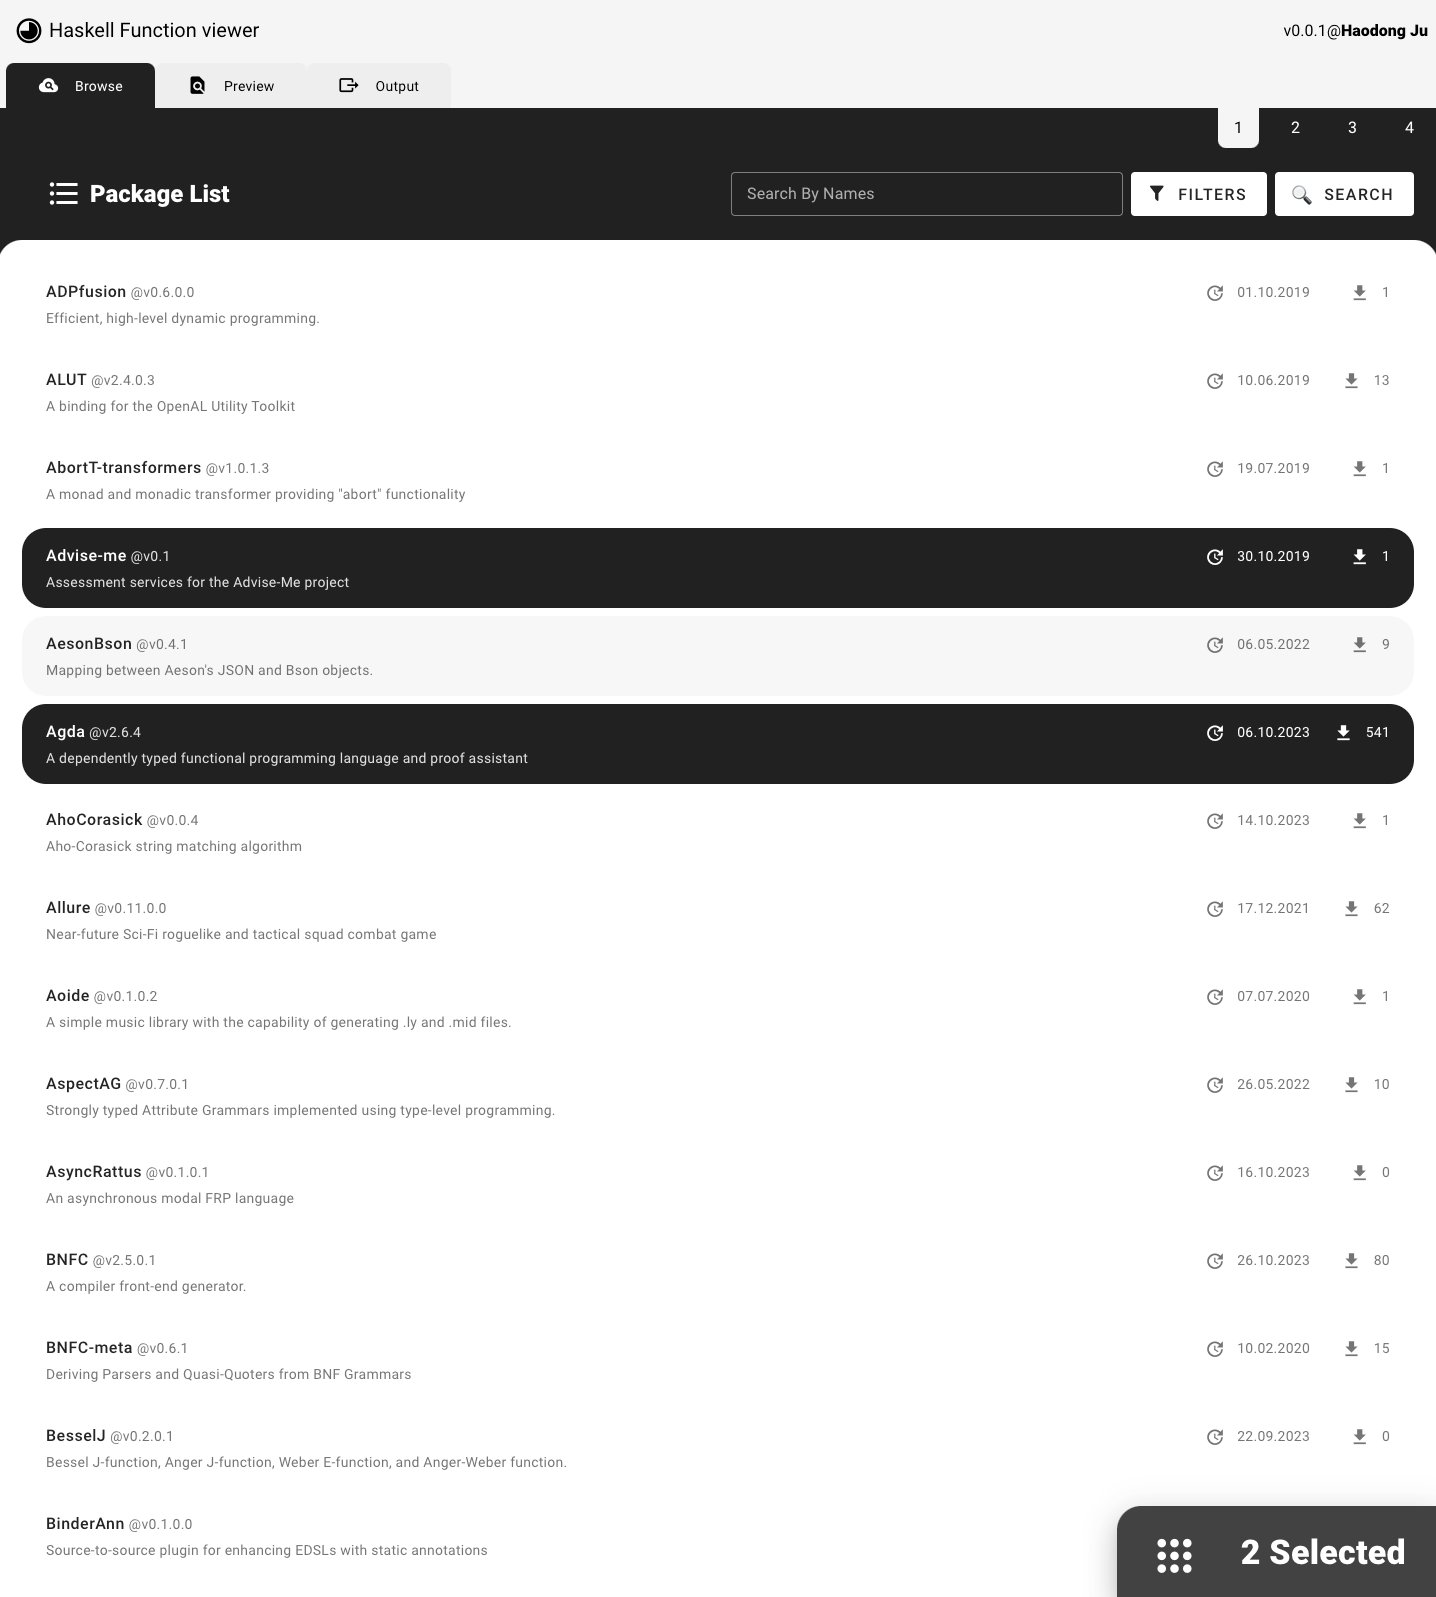 Haskell Function viewer
v0.0.1@Haodong Ju
Browse
Preview
Output
1 2 3 4
Package List
Search By Names
FILTERS
SEARCH
ADPfusion @v0.6.0.0 01.10.2019 1
Efficient, high-level dynamic programming.
ALUT @v2.4.0.3 10.06.2019 13
A binding for the OpenAL Utility Toolkit
AbortT-transformers @v1.0.1.3 19.07.2019 1
A monad and monadic transformer providing "abort" functionality
Advise-me @v0.1 30.10.2019 1
Assessment services for the Advise-Me project
AesonBson @v0.4.1 06.05.2022 9
Mapping between Aeson's JSON and Bson objects.
Agda @v2.6.4 06.10.2023 541
A dependently typed functional programming language and proof assistant
AhoCorasick @v0.0.4 14.10.2023 1
Aho-Corasick string matching algorithm
Allure @v0.11.0.0 17.12.2021 62
Near-future Sci-Fi roguelike and tactical squad combat game
Aoide @v0.1.0.2 07.07.2020 1
A simple music library with the capability of generating .ly and .mid files.
AspectAG @v0.7.0.1 26.05.2022 10
Strongly typed Attribute Grammars implemented using type-level programming.
AsyncRattus @v0.1.0.1 16.10.2023 0
An asynchronous modal FRP language
BNFC @v2.5.0.1 26.10.2023 80
A compiler front-end generator.
BNFC-meta @v0.6.1 10.02.2020 15
Deriving Parsers and Quasi-Quoters from BNF Grammars
BesselJ @v0.2.0.1 22.09.2023 0
Bessel J-function, Anger J-function, Weber E-function, and Anger-Weber function.
BinderAnn @v0.1.0.0
Source-to-source plugin for enhancing EDSLs with static annotations
2 Selected